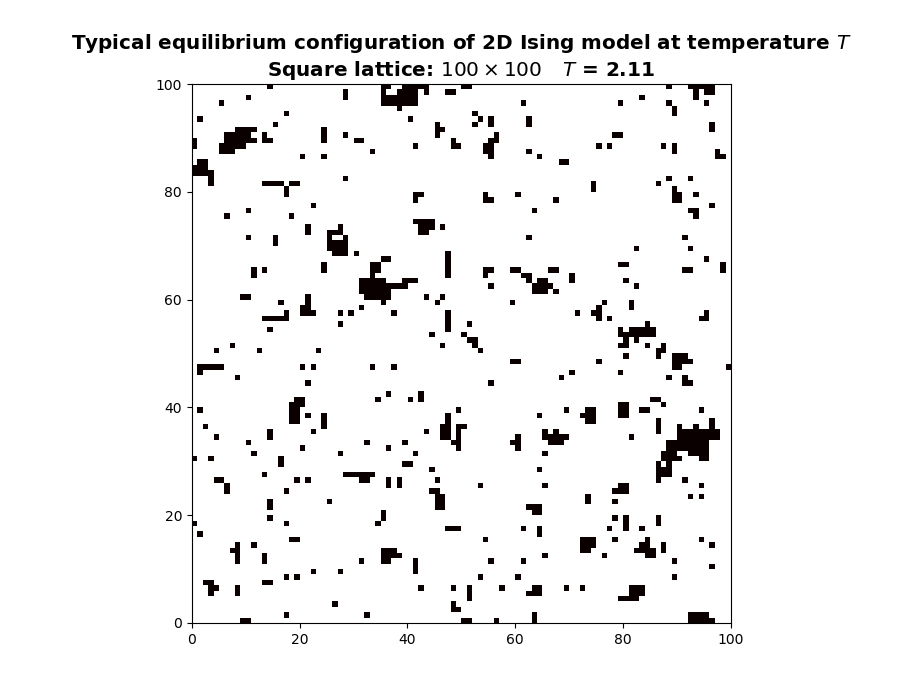 Typical equilibrium configuration of 2D Ising model at temperature T
Square lattice: 100 × 100 T = 2.11
100
80
60
40
20
0
0 20 40 60 80 100